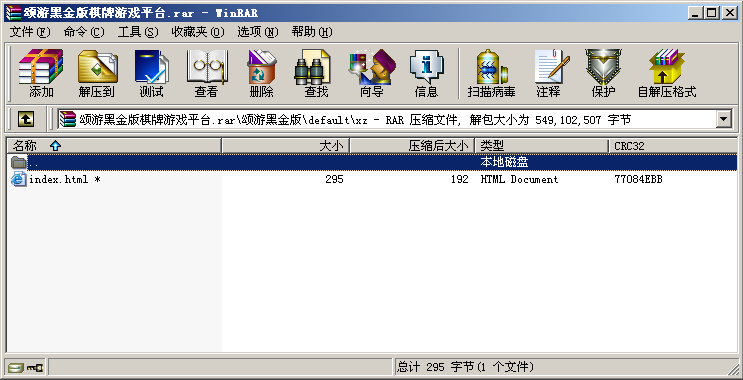 颂游黑金版棋牌游戏平台.rar - WinRAR
文件(F) 命令(C) 工具(S) 收藏夹(O) 选项(N) 帮助(H)
添加 解压到 测试 查看 删除 查找 向导 信息 扫描病毒 注释 保护 自解压格式
颂游黑金版棋牌游戏平台.rar\颂游黑金版\default\xz - RAR 压缩文件, 解包大小为 549,102,507 字节
名称 大小 压缩后大小 类型 CRC32
.. 本地磁盘
index.html * 295 192 HTML Document 77084EBB
总计 295 字节(1 个文件)